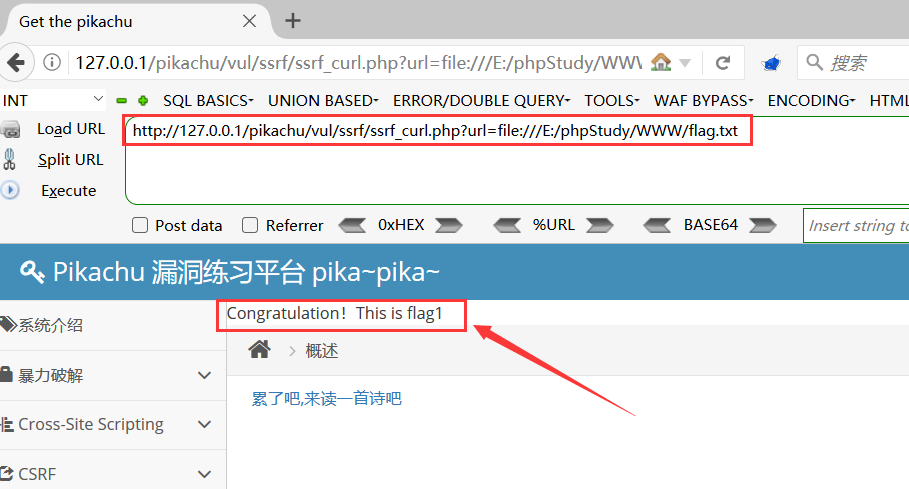 Get the pikachu
127.0.0.1/pikachu/vul/ssrf/ssrf_curl.php?url=file:///E:/phpStudy/WWW
搜索
INT
SQL BASICS
UNION BASED
ERROR/DOUBLE QUERY
TOOLS
WAF BYPASS
ENCODING
HTML
Load URL
http://127.0.0.1/pikachu/vul/ssrf/ssrf_curl.php?url=file:///E:/phpStudy/WWW/flag.txt
Split URL
Execute
Post data
Referrer
0xHEX
%URL
BASE64
Insert string to
Pikachu 漏洞练习平台 pika~pika~
Congratulation！This is flag1
系统介绍
概述
暴力破解
累了吧,来读一首诗吧
Cross-Site Scripting
CSRF